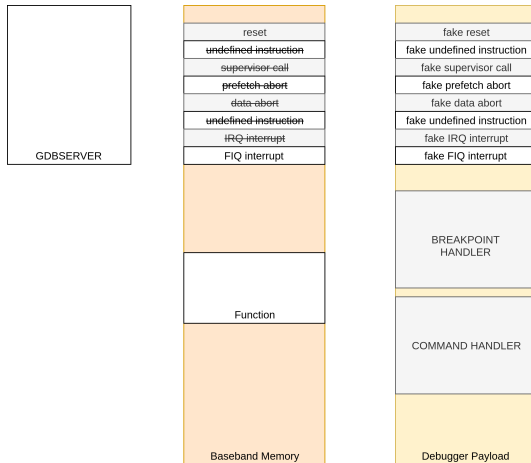 reset
fake reset
undefined instruction
fake undefined instruction
supervisor call
fake supervisor call
prefetch abort
fake prefetch abort
data abort
fake data abort
undefined instruction
fake undefined instruction
IRQ interrupt
fake IRQ interrupt
GDBSERVER
FIQ interrupt
fake FIQ interrupt
BREAKPOINT
HANDLER
Function
COMMAND HANDLER
Baseband Memory
Debugger Payload